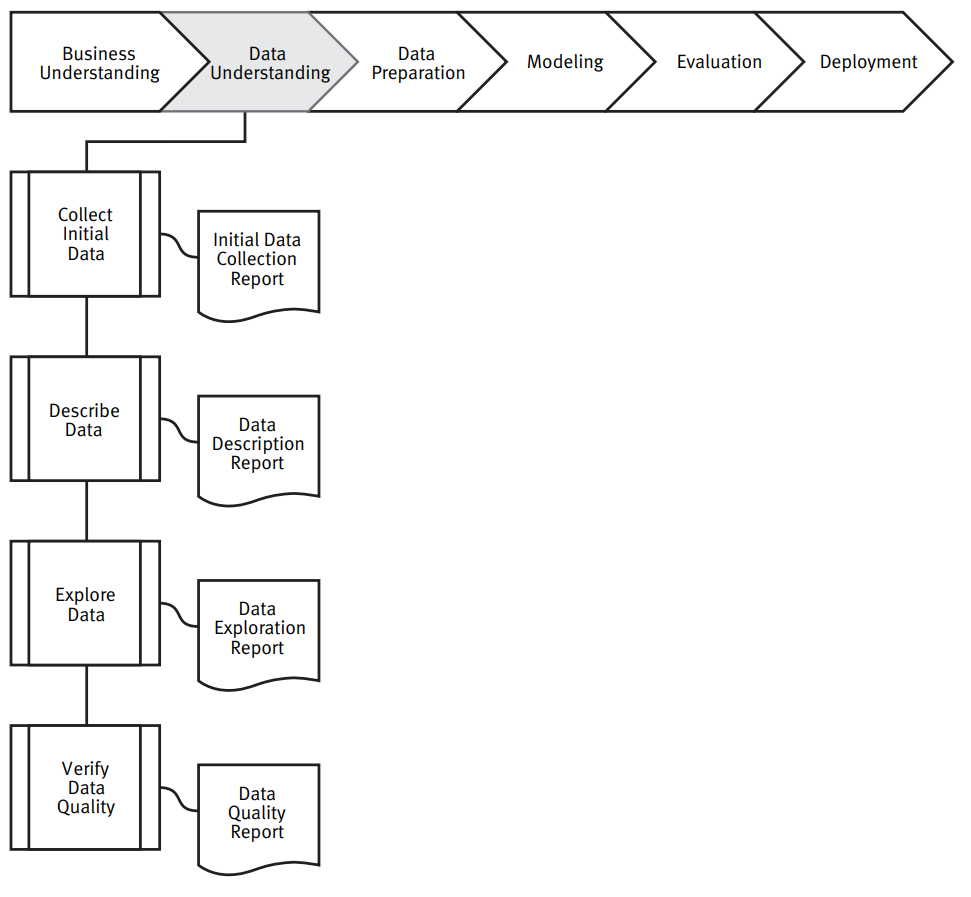 Business
Understanding
Data
Understanding
Data
Preparation
Modeling
Evaluation
Deployment
Collect
Initial
Data
Initial Data
Collection
Report
Describe
Data
Data
Description
Report
Explore
Data
Data
Exploration
Report
Verify
Data
Quality
Data
Quality
Report